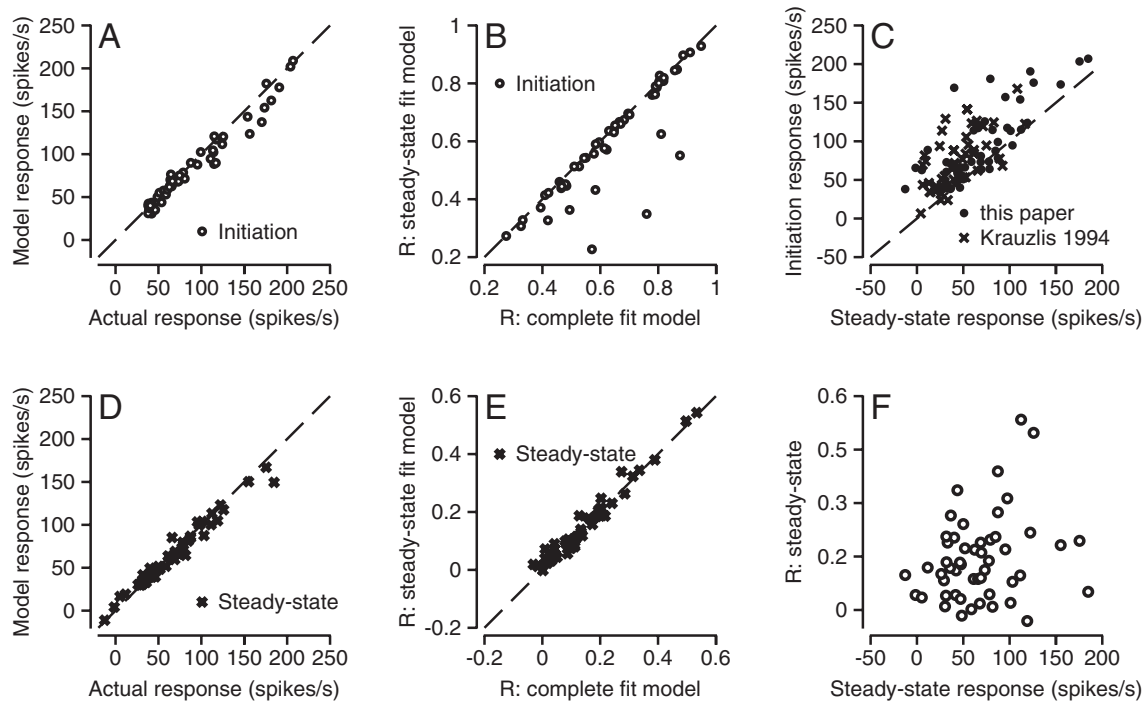 A
250
200
150
100
50
0
Model response (spikes/s)
Initiation
0 50 100 150 200 250
Actual response (spikes/s)
B
1
0.8
0.6
0.4
0.2
R: steady-state fit model
Initiation
0.2 0.4 0.6 0.8 1
R: complete fit model
C
250
200
150
100
50
0
-50
Initiation response (spikes/s)
this paper
Krauzlis 1994
-50 0 50 100 150 200
Steady-state response (spikes/s)
D
250
200
150
100
50
0
Model response (spikes/s)
Steady-state
0 50 100 150 200 250
Actual response (spikes/s)
E
0.6
0.4
0.2
0
-0.2
R: steady-state fit model
Steady-state
-0.2 0 0.2 0.4 0.6
R: complete fit model
F
0.6
0.5
0.3
0.2
0
R: steady-state
-50 0 50 100 150 200
Steady-state response (spikes/s)